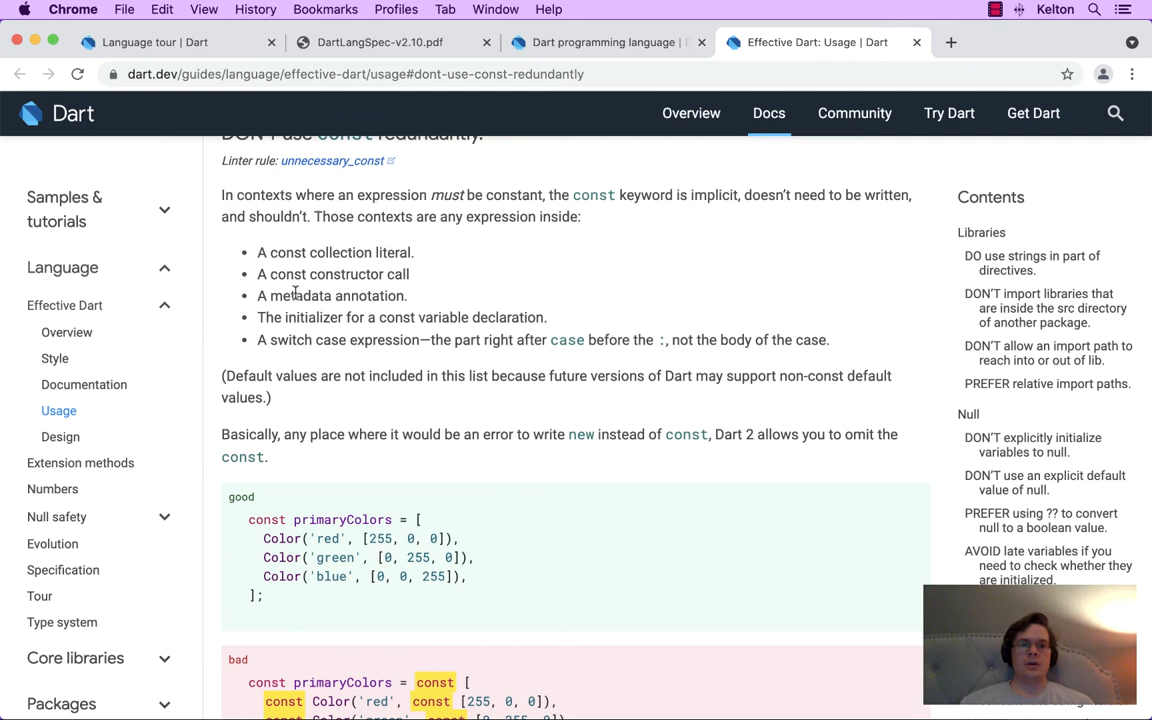 Chrome File Edit View History Bookmarks Profiles Tab Window Help Kelton
Language tour | Dart
DartLangSpec-v2.10.pdf
Dart programming language |
Effective Dart: Usage | Dart
dart.dev/guides/language/effective-dart/usage#dont-use-const-redundantly
Dart
Overview Docs Community Try Dart Get Dart
DON'T use const redundantly.
Linter rule: unnecessary_const
In contexts where an expression must be constant, the const keyword is implicit, doesn't need to be written,
and shouldn't. Those contexts are any expression inside:
• A const collection literal.
• A const constructor call
• A metadata annotation.
• The initializer for a const variable declaration.
• A switch case expression—the part right after case before the :, not the body of the case.
(Default values are not included in this list because future versions of Dart may support non-const default
values.)
Basically, any place where it would be an error to write new instead of const, Dart 2 allows you to omit the
const.
good
const primaryColors = [
Color('red', [255, 0, 0]),
Color('green', [0, 255, 0]),
Color('blue', [0, 0, 255]),
];
bad
const primaryColors = const [
const Color('red', const [255, 0, 0]),
const Color('green', const [0, 255, 0]),
Samples &
tutorials
Language
Effective Dart
Overview
Style
Documentation
Usage
Design
Extension methods
Numbers
Null safety
Evolution
Specification
Tour
Type system
Core libraries
Packages
Contents
Libraries
DO use strings in part of
directives.
DON'T import libraries that
are inside the src directory
of another package.
DON'T allow an import path to
reach into or out of lib.
PREFER relative import paths.
Null
DON'T explicitly initialize
variables to null.
DON'T use an explicit default
value of null.
PREFER using ?? to convert
null to a boolean value.
AVOID late variables if you
need to check whether they
are initialized.